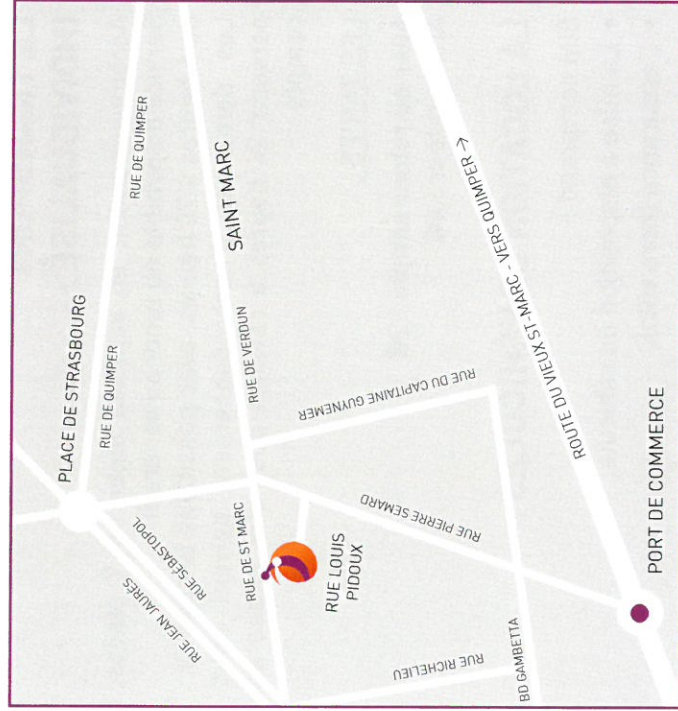 RUE DE QUIMPER
PLACE DE STRASBOURG
RUE DE QUIMPER
SAINT MARC
RUE DE VERDUN
RUE SÉBASTOPOL
RUE JEAN JAURÈS
RUE DE ST MARC
RUE LOUIS
PIDOUX
RUE DU CAPITAINE GUYNEMER
RUE PIERRE SEMARD
RUE RICHELIEU
BD GAMBETTA
ROUTE DU VIEUX ST-MARC - VERS QUIMPER →
PORT DE COMMERCE